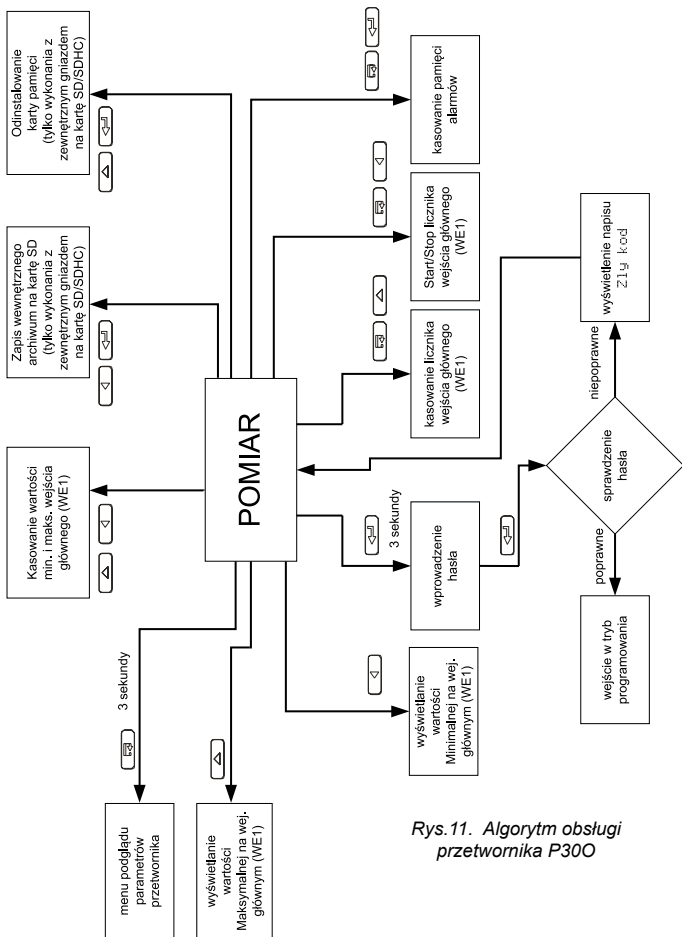 Odinstalowanie
karty pamięci
(tylko wykonania z
zewnętrznym gniazdem
na kartę SD/SDHC)
Zapis wewnętrznego
archiwum na kartę SD
(tylko wykonania z
zewnętrznym gniazdem
na kartę SD/SDHC)
Kasowanie wartości
min. i maks. wejścia
głównego (WE1)
3 sekundy
menu podglądu
parametrów
przetwornika
wyświetlanie
wartości
Maksymalnej na wej.
głównym (WE1)
POMIAR
kasowanie pamięci
alarmów
Start/Stop licznika
wejścia głównego
(WE1)
kasowanie licznika
wejścia głównego
(WE1)
3 sekundy
wprowadzenie
hasła
wyświetlanie
wartości
Minimalnej na wej.
głównym (WE1)
sprawdzenie
hasła
niepoprawne
wyświetlenie napisu
Zly kod
poprawne
wejście w tryb
programowania
Rys.11. Algorytm obsługi
przetwornika P30O